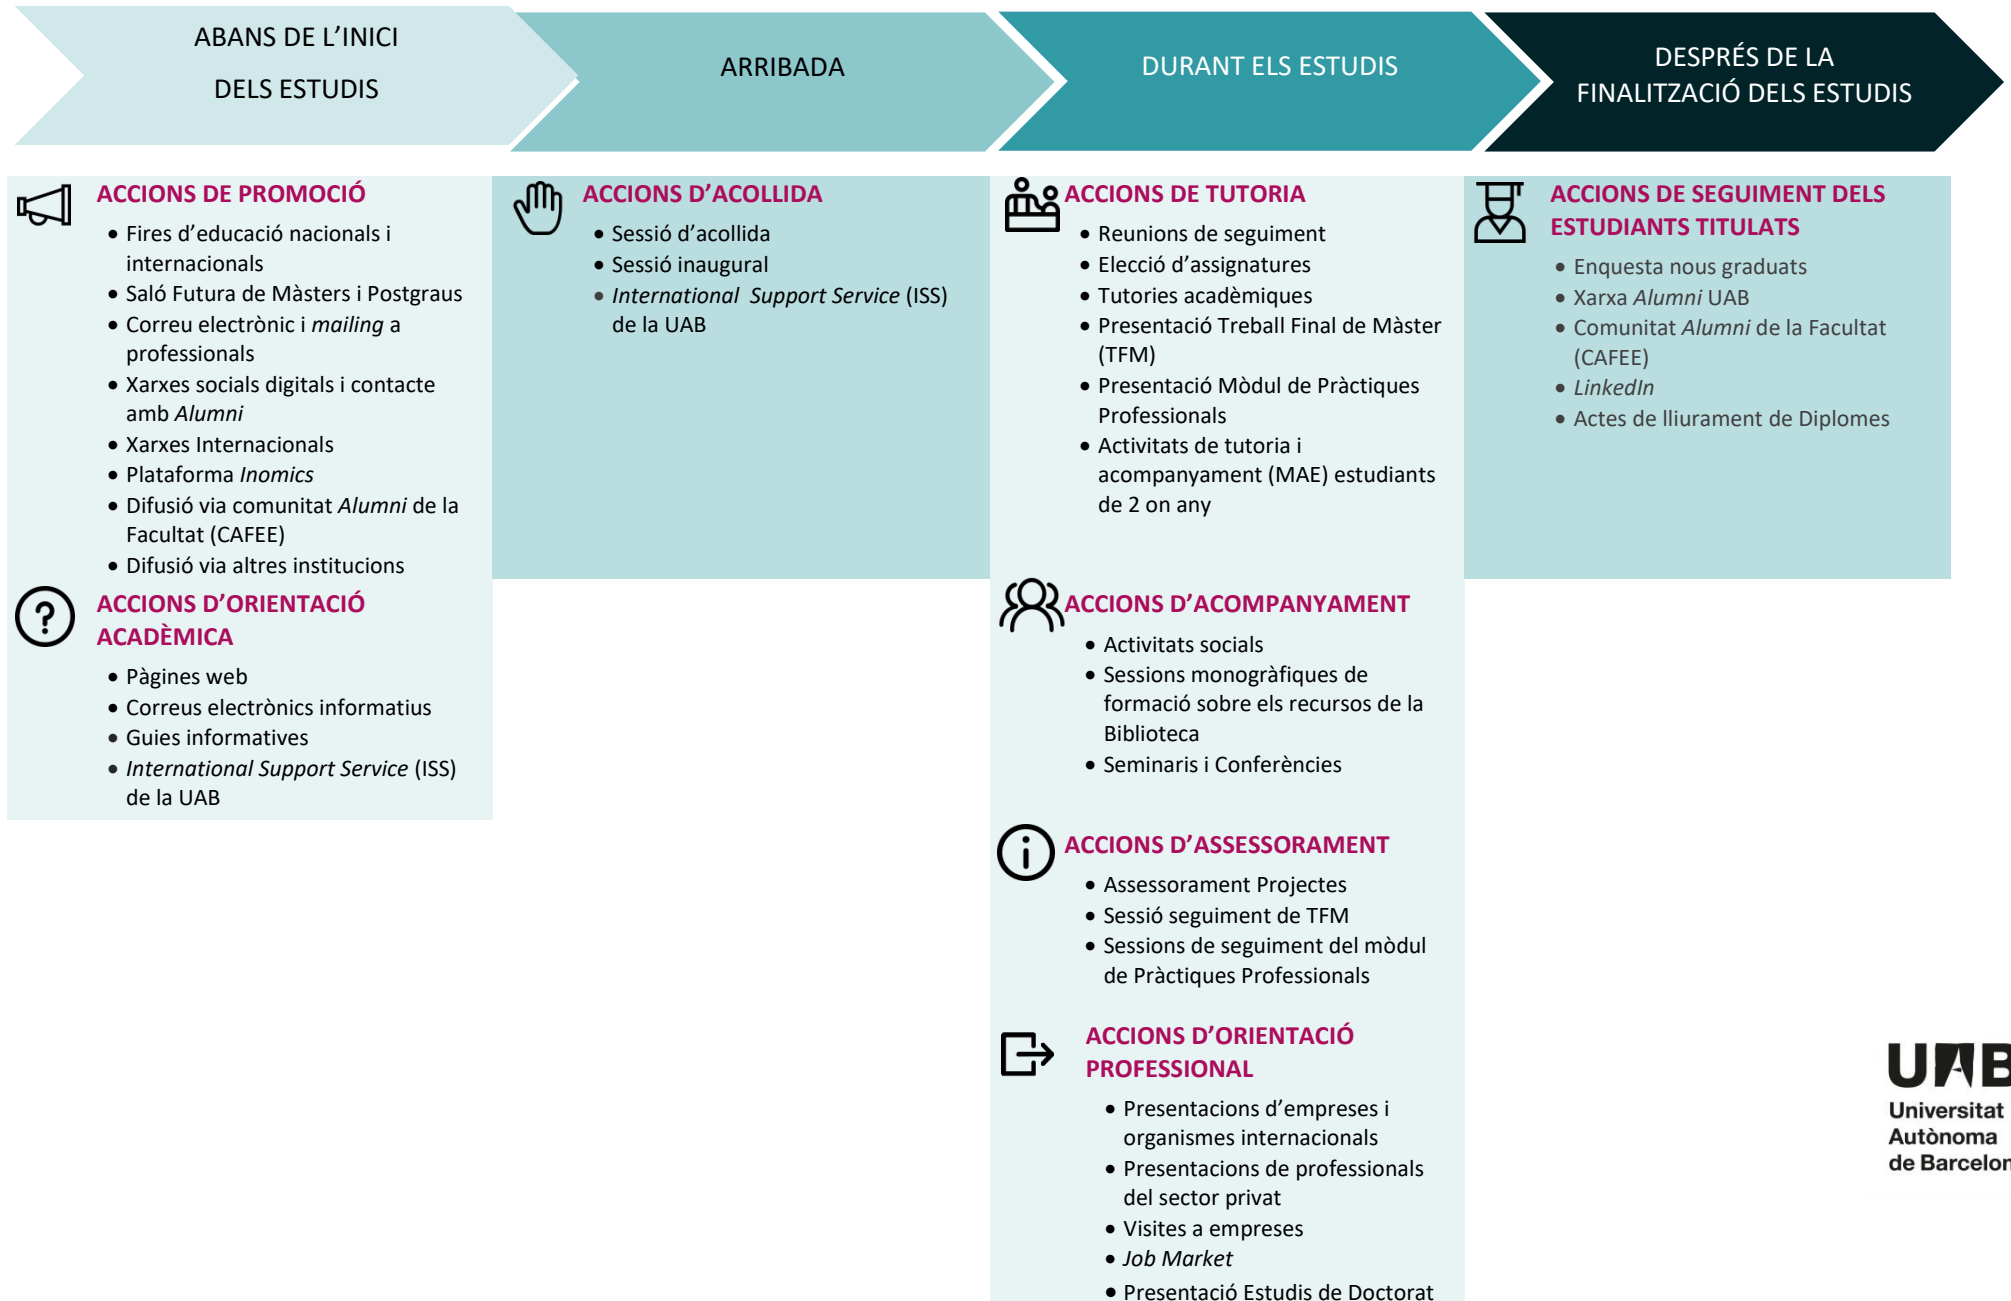 ABANS DE L’INICI
DELS ESTUDIS
ARRIBADA
DURANT ELS ESTUDIS
DESPRÉS DE LA
FINALITZACIÓ DELS ESTUDIS
ACCIONS DE PROMOCIÓ
• Fires d’educació nacionals i
internacionals
• Saló Futura de Màsters i Postgraus
• Correu electrònic i mailing a
professionals
• Xarxes socials digitals i contacte
amb Alumni
• Xarxes Internacionals
• Plataforma Inomics
• Difusió via comunitat Alumni de la
Facultat (CAFEE)
• Difusió via altres institucions
ACCIONS D’ORIENTACIÓ
ACADÈMICA
• Pàgines web
• Correus electrònics informatius
• Guies informatives
• International Support Service (ISS)
de la UAB
ACCIONS D’ACOLLIDA
• Sessió d’acollida
• Sessió inaugural
• International Support Service (ISS)
de la UAB
ACCIONS DE TUTORIA
• Reunions de seguiment
• Elecció d’assignatures
• Tutories acadèmiques
• Presentació Treball Final de Màster
(TFM)
• Presentació Mòdul de Pràctiques
Professionals
• Activitats de tutoria i
acompanyament (MAE) estudiants
de 2 on any
ACCIONS D’ACOMPANYAMENT
• Activitats socials
• Sessions monogràfiques de
formació sobre els recursos de la
Biblioteca
• Seminaris i Conferències
ACCIONS D’ASSESSORAMENT
• Assessorament Projectes
• Sessió seguiment de TFM
• Sessions de seguiment del mòdul
de Pràctiques Professionals
ACCIONS D’ORIENTACIÓ
PROFESSIONAL
• Presentacions d’empreses i
organismes internacionals
• Presentacions de professionals
del sector privat
• Visites a empreses
• Job Market
• Presentació Estudis de Doctorat
ACCIONS DE SEGUIMENT DELS
ESTUDIANTS TITULATS
• Enquesta nous graduats
• Xarxa Alumni UAB
• Comunitat Alumni de la Facultat
(CAFEE)
• LinkedIn
• Actes de lliurament de Diplomes
UAB
Universitat
Autònoma
de Barcelon